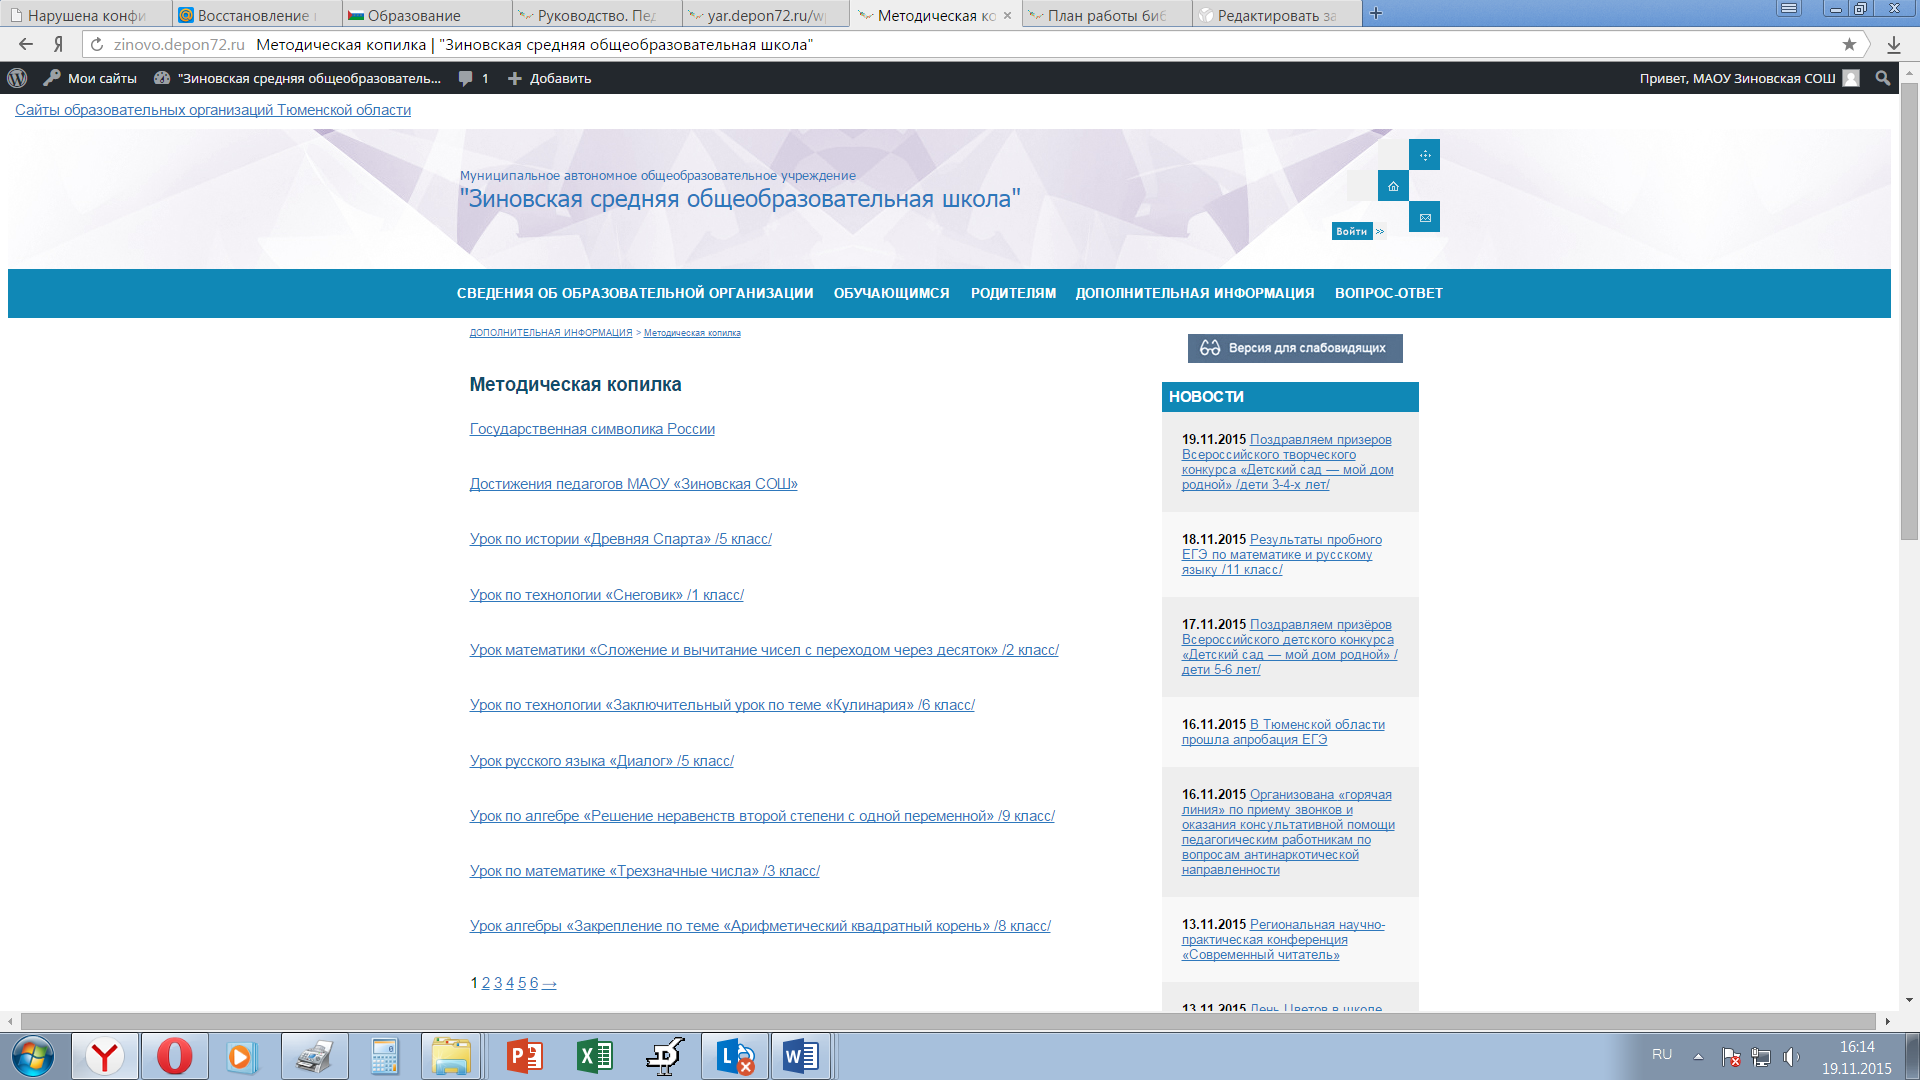 Нарушена конфи
Восстановление
Образование
Руководство. Пед
yar.depon72.ru/wp
Методическая ко
План работы биб
Редактировать за
zinovo.depon72.ru Методическая копилка | "Зиновская средняя общеобразовательная школа"
Мои сайты "Зиновская средняя общеобразователь... 1 Добавить
Привет, МАОУ Зиновская СОШ
Сайты образовательных организаций Тюменской области
Муниципальное автономное общеобразовательное учреждение
"Зиновская средняя общеобразовательная школа"
Войти >>
СВЕДЕНИЯ ОБ ОБРАЗОВАТЕЛЬНОЙ ОРГАНИЗАЦИИ ОБУЧАЮЩИМСЯ РОДИТЕЛЯМ ДОПОЛНИТЕЛЬНАЯ ИНФОРМАЦИЯ ВОПРОС-ОТВЕТ
ДОПОЛНИТЕЛЬНАЯ ИНФОРМАЦИЯ > Методическая копилка
Методическая копилка
Государственная символика России
Достижения педагогов МАОУ «Зиновская СОШ»
Урок по истории «Древняя Спарта» /5 класс/
Урок по технологии «Снеговик» /1 класс/
Урок математики «Сложение и вычитание чисел с переходом через десяток» /2 класс/
Урок по технологии «Заключительный урок по теме «Кулинария» /6 класс/
Урок русского языка «Диалог» /5 класс/
Урок по алгебре «Решение неравенств второй степени с одной переменной» /9 класс/
Урок по математике «Трехзначные числа» /3 класс/
Урок алгебры «Закрепление по теме «Арифметический квадратный корень» /8 класс/
1 2 3 4 5 6 →
Версия для слабовидящих
НОВОСТИ
19.11.2015 Поздравляем призеров
Всероссийского творческого
конкурса «Детский сад — мой дом
родной» /дети 3-4-х лет/
18.11.2015 Результаты пробного
ЕГЭ по математике и русскому
языку /11 класс/
17.11.2015 Поздравляем призёров
Всероссийского детского конкурса
«Детский сад — мой дом родной» /
дети 5-6 лет/
16.11.2015 В Тюменской области
прошла апробация ЕГЭ
16.11.2015 Организована «горячая
линия» по приему звонков и
оказания консультативной помощи
педагогическим работникам по
вопросам антинаркотической
направленности
13.11.2015 Региональная научно-
практическая конференция
«Современный читатель»
13.11.2015 День Цветов в школе
RU
16:14
19.11.2015